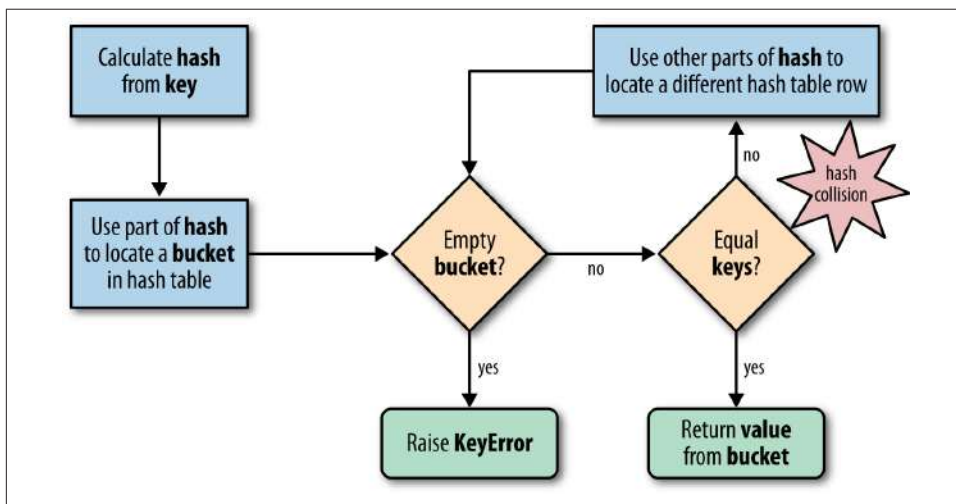 Calculate hash
from key
Use part of hash
to locate a bucket
in hash table
Use other parts of hash to
locate a different hash table row
no
hash
collision
Empty
bucket?
no
Equal
keys?
yes
yes
Raise KeyError
Return value
from bucket